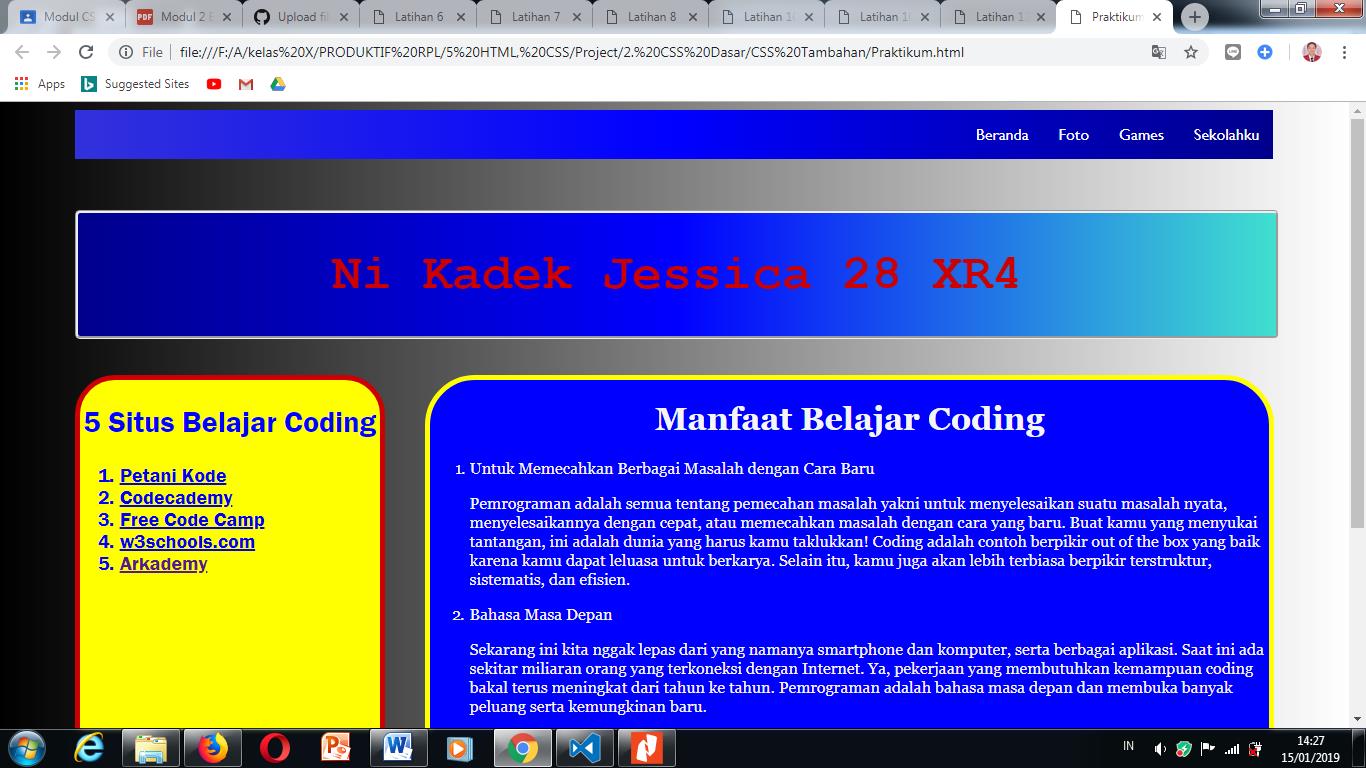 Modul CS
Modul 2 E
Upload fi
Latihan 6
Latihan 7
Latihan 8
Latihan 1
Praktikum
File
file:///F:/A/kelas%20X/PRODUKTIF%20RPL/5%20HTML,%20CSS/Project/2.%20CSS%20Dasar/CSS%20Tambahan/Praktikum.html
Apps
Suggested Sites
Beranda Foto Games Sekolahku
Ni Kadek Jessica 28 XR4
5 Situs Belajar Coding
1. Petani Kode
2. Codecademy
3. Free Code Camp
4. w3schools.com
5. Arkademy
Manfaat Belajar Coding
1. Untuk Memecahkan Berbagai Masalah dengan Cara Baru
Pemrograman adalah semua tentang pemecahan masalah yakni untuk menyelesaikan suatu masalah nyata,
menyelesaikannya dengan cepat, atau memecahkan masalah dengan cara yang baru. Buat kamu yang menyukai
tantangan, ini adalah dunia yang harus kamu taklukkan! Coding adalah contoh berpikir out of the box yang baik
karena kamu dapat leluasa untuk berkarya. Selain itu, kamu juga akan lebih terbiasa berpikir terstruktur,
sistematis, dan efisien.
2. Bahasa Masa Depan
Sekarang ini kita nggak lepas dari yang namanya smartphone dan komputer, serta berbagai aplikasi. Saat ini ada
sekitar miliaran orang yang terkoneksi dengan Internet. Ya, pekerjaan yang membutuhkan kemampuan coding
bakal terus meningkat dari tahun ke tahun. Pemrograman adalah bahasa masa depan dan membuka banyak
peluang serta kemungkinan baru.
IN
14:27
15/01/2019